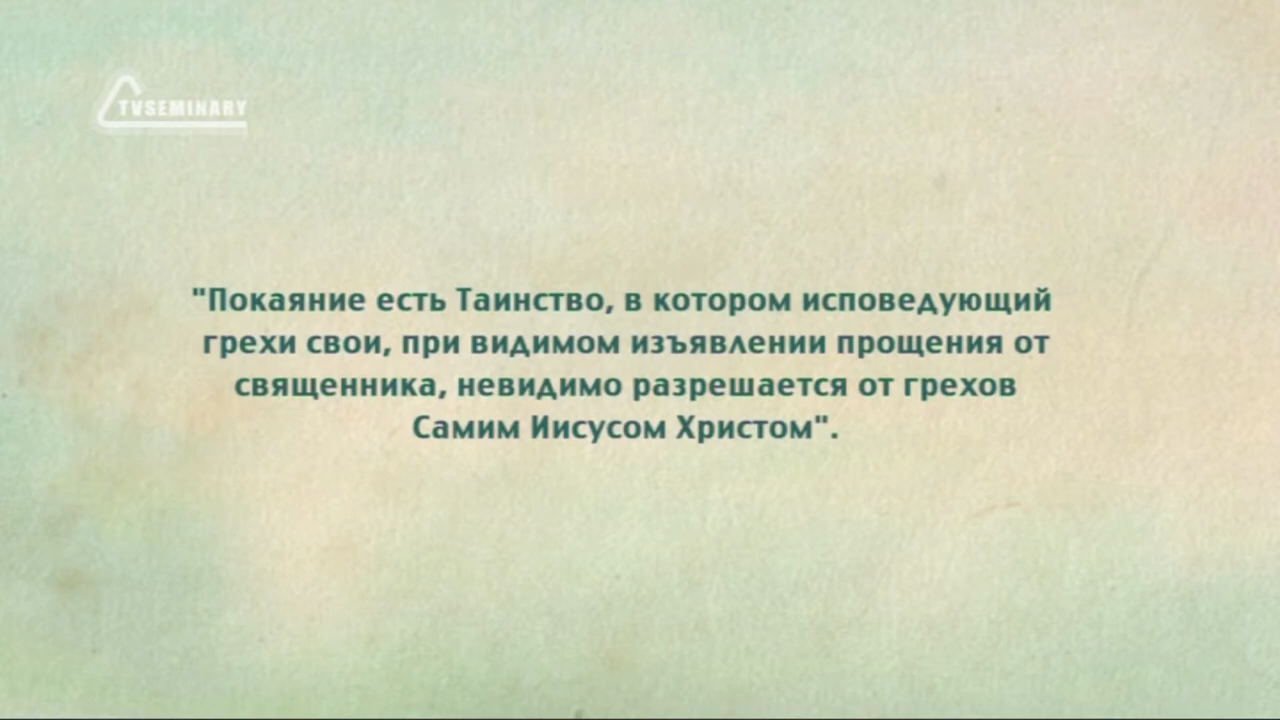 TVSEMINARY
"Покаяние есть Таинство, в котором исповедующий
грехи свои, при видимом изъявлении прощения от
священника, невидимо разрешается от грехов
Самим Иисусом Христом".